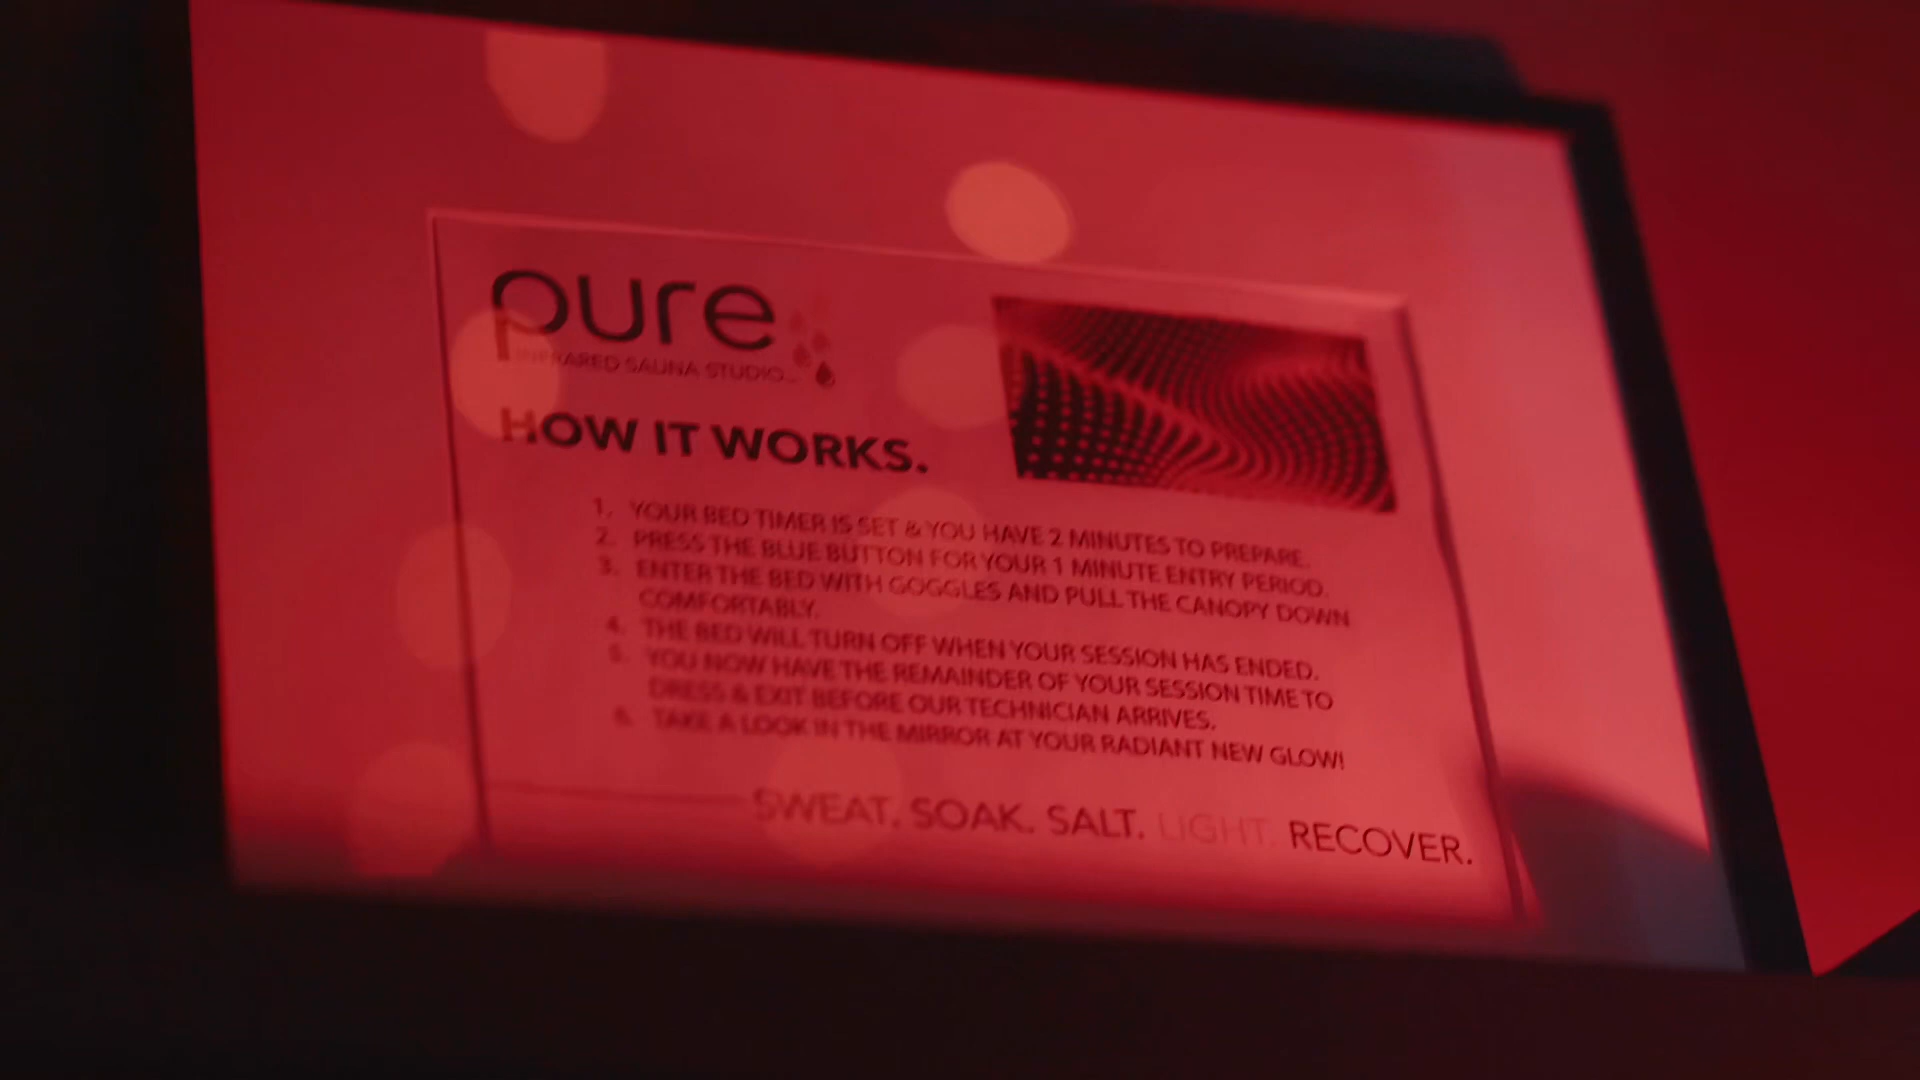 pure
INFRARED SAUNA STUDIO
HOW IT WORKS.
1. YOUR BED TIMER IS SET & YOU HAVE 2 MINUTES TO PREPARE.
2. PRESS THE BLUE BUTTON FOR YOUR 1 MINUTE ENTRY PERIOD.
3. ENTER THE BED WITH GOGGLES AND PULL THE CANOPY DOWN
COMFORTABLY.
4. THE BED WILL TURN OFF WHEN YOUR SESSION HAS ENDED.
5. YOU NOW HAVE THE REMAINDER OF YOUR SESSION TIME TO
DRESS & EXIT BEFORE OUR TECHNICIAN ARRIVES.
6. TAKE A LOOK IN THE MIRROR AT YOUR RADIANT NEW GLOW!
SWEAT. SOAK. SALT. LIGHT. RECOVER.